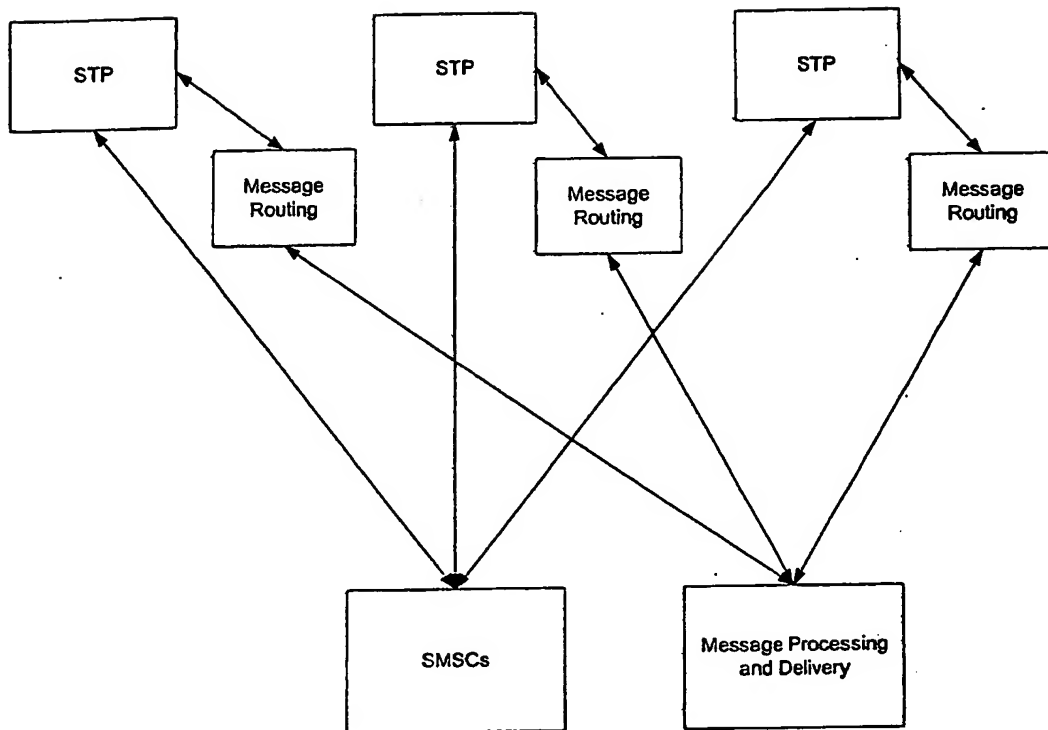 STP
STP
STP
Message
Routing
Message
Routing
Message
Routing
SMSCs
Message Processing
and Delivery